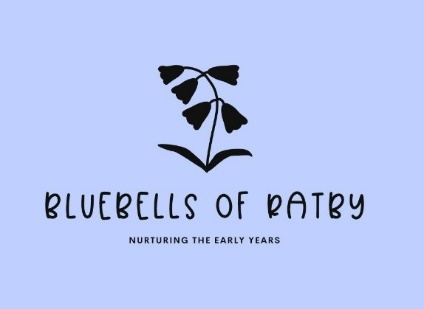 BLUEBELLS OF RATBY
NURTURING THE EARLY YEARS